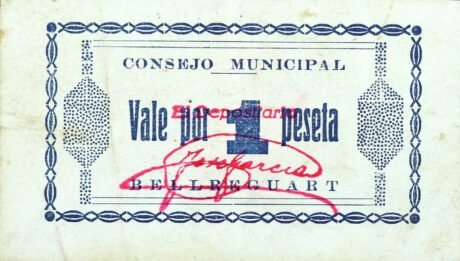 CONSEJO MUNICIPAL
El Depositario
Vale por 1 peseta
BELLREGUART